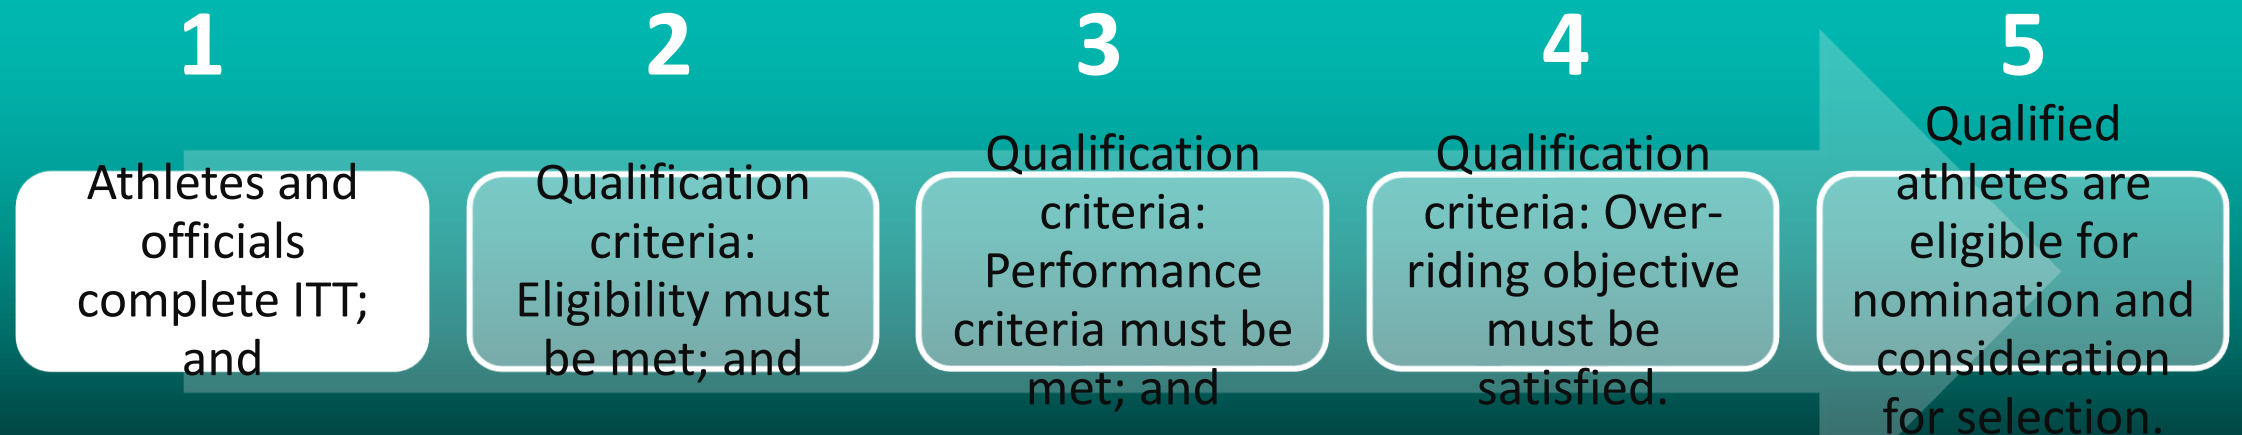 1
Athletes and
officials
complete ITT;
and
2
Qualification
criteria:
Eligibility must
be met; and
3
Qualification
criteria:
Performance
criteria must be
met; and
4
Qualification
criteria: Over-
riding objective
must be
satisfied.
5
Qualified
athletes are
eligible for
nomination and
consideration
for selection.